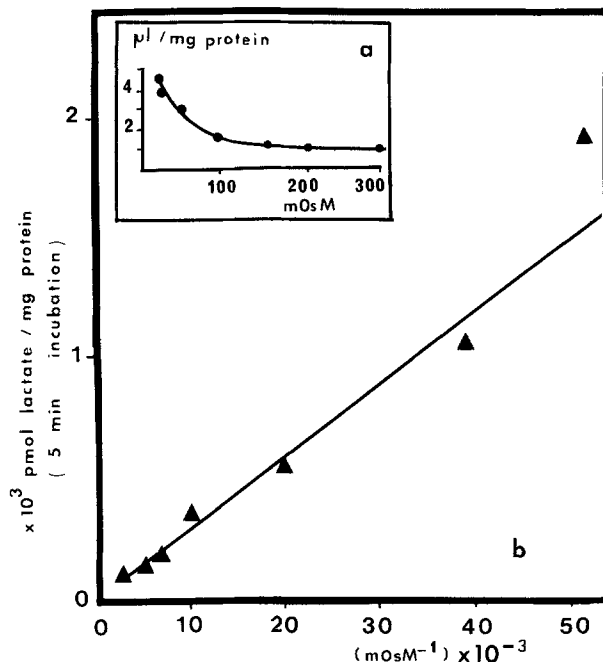 µl / mg protein
a
4
2
100
200
300
mOsM
2
1
0
x 10³ pmol lactate / mg protein
( 5 min incubation)
b
0
10
20
30
40
50
(mOsM⁻¹) x10⁻³